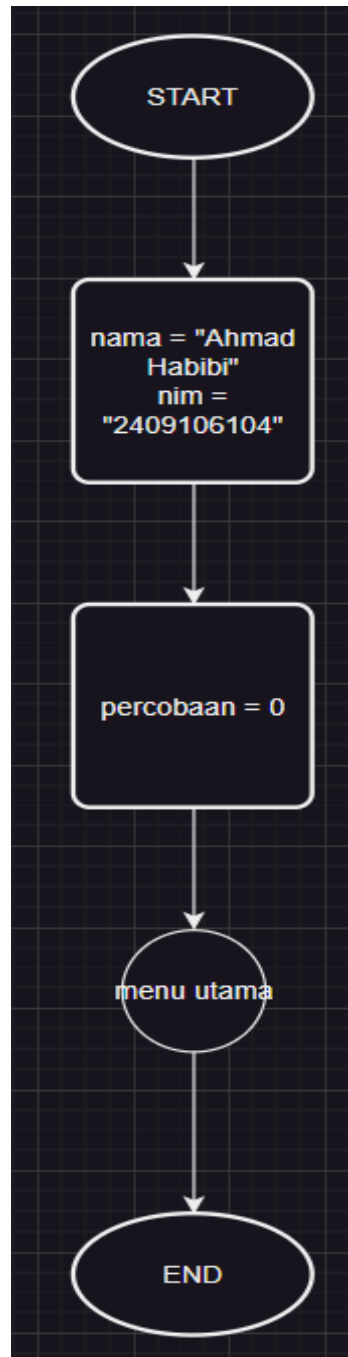 START
nama = "Ahmad
Habibi"
nim =
"2409106104"
percobaan = 0
menu utama
END